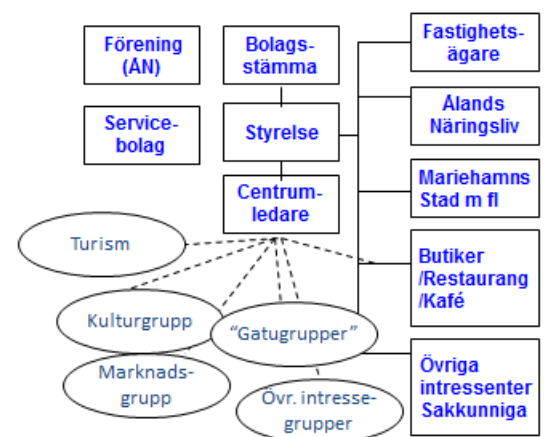 Förening
(ÅN)
Bolags-
stämma
Fastighets-
ägare
Service-
bolag
Styrelse
Ålands
Näringsliv
Centrum-
ledare
Mariehamns
Stad m fl
Turism
Butiker
/Restaurang
/Kafé
Kulturgrupp
"Gatugrupper"
Marknads-
grupp
Övr. intresse-
grupper
Övriga
intressenter
Sakkunniga